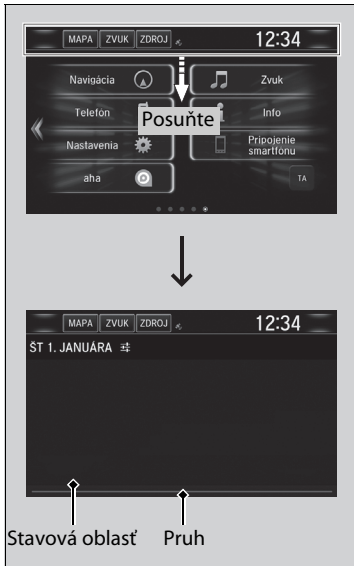 MAPA ZVUK ZDROJ 12:34
Navigácia Zvuk
Telefon Info
Posuňte
Nastavenia Pripojenie smartfónu
aha TA
MAPA ZVUK ZDROJ 12:34
ŠT 1. JANUÁRA
Stavová oblasť Pruh